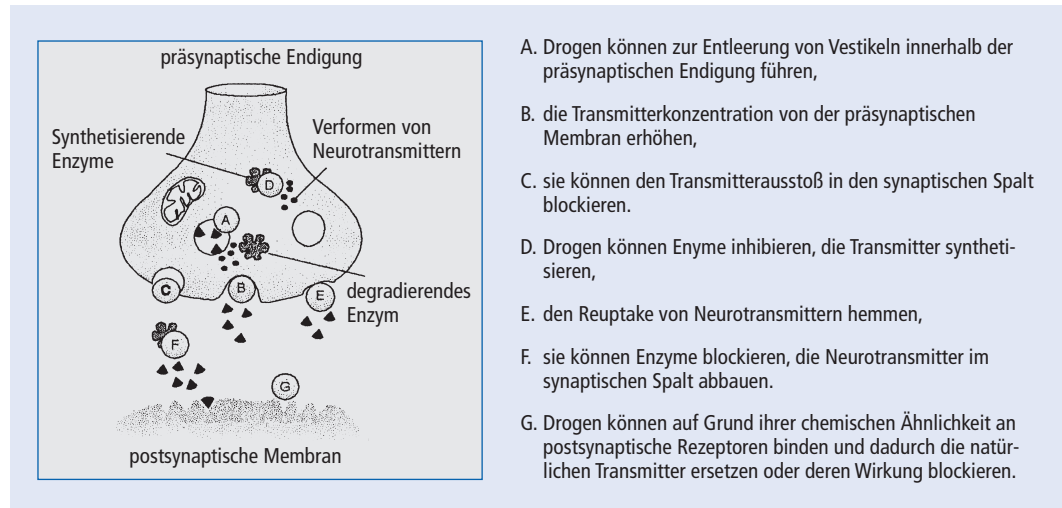 präsynaptische Endigung
Synthetisierende
Enzyme
Verformen von
Neurotransmittern
D
A
C
B
E
degradierendes
Enzym
F
G
postsynaptische Membran
A. Drogen können zur Entleerung von Vestikeln innerhalb der
präsynaptischen Endigung führen,
B. die Transmitterkonzentration von der präsynaptischen
Membran erhöhen,
C. sie können den Transmitterausstoß in den synaptischen Spalt
blockieren.
D. Drogen können Enyme inhibieren, die Transmitter syntheti-
sieren,
E. den Reuptake von Neurotransmittern hemmen,
F. sie können Enzyme blockieren, die Neurotransmitter im
synaptischen Spalt abbauen.
G. Drogen können auf Grund ihrer chemischen Ähnlichkeit an
postsynaptische Rezeptoren binden und dadurch die natür-
lichen Transmitter ersetzen oder deren Wirkung blockieren.